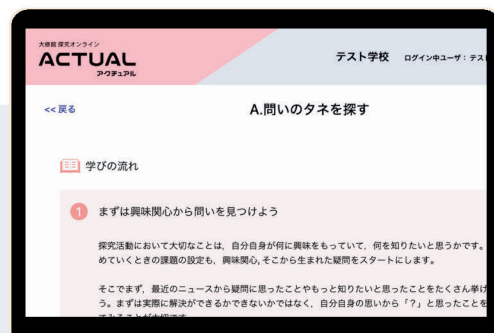 大修館 探究オンライン
ACTUAL
アクチュアル
テスト学校 ログイン中ユーザ：テス
<< 戻る
A.問いのタネを探す
学びの流れ
1 まずは興味関心から問いを見つけよう
探究活動において大切なことは，自分自身が何に興味をもっていて，何を知りたいと思うかです。
めていくときの課題の設定も，興味関心，そこから生まれた疑問をスタートにします。
そこでまず，最近のニュースから疑問に思ったことやもっと知りたいと思ったことをたくさん挙げ
う。まずは実際に解決ができるかできないかではなく，自分自身の思いから「？」と思ったことを